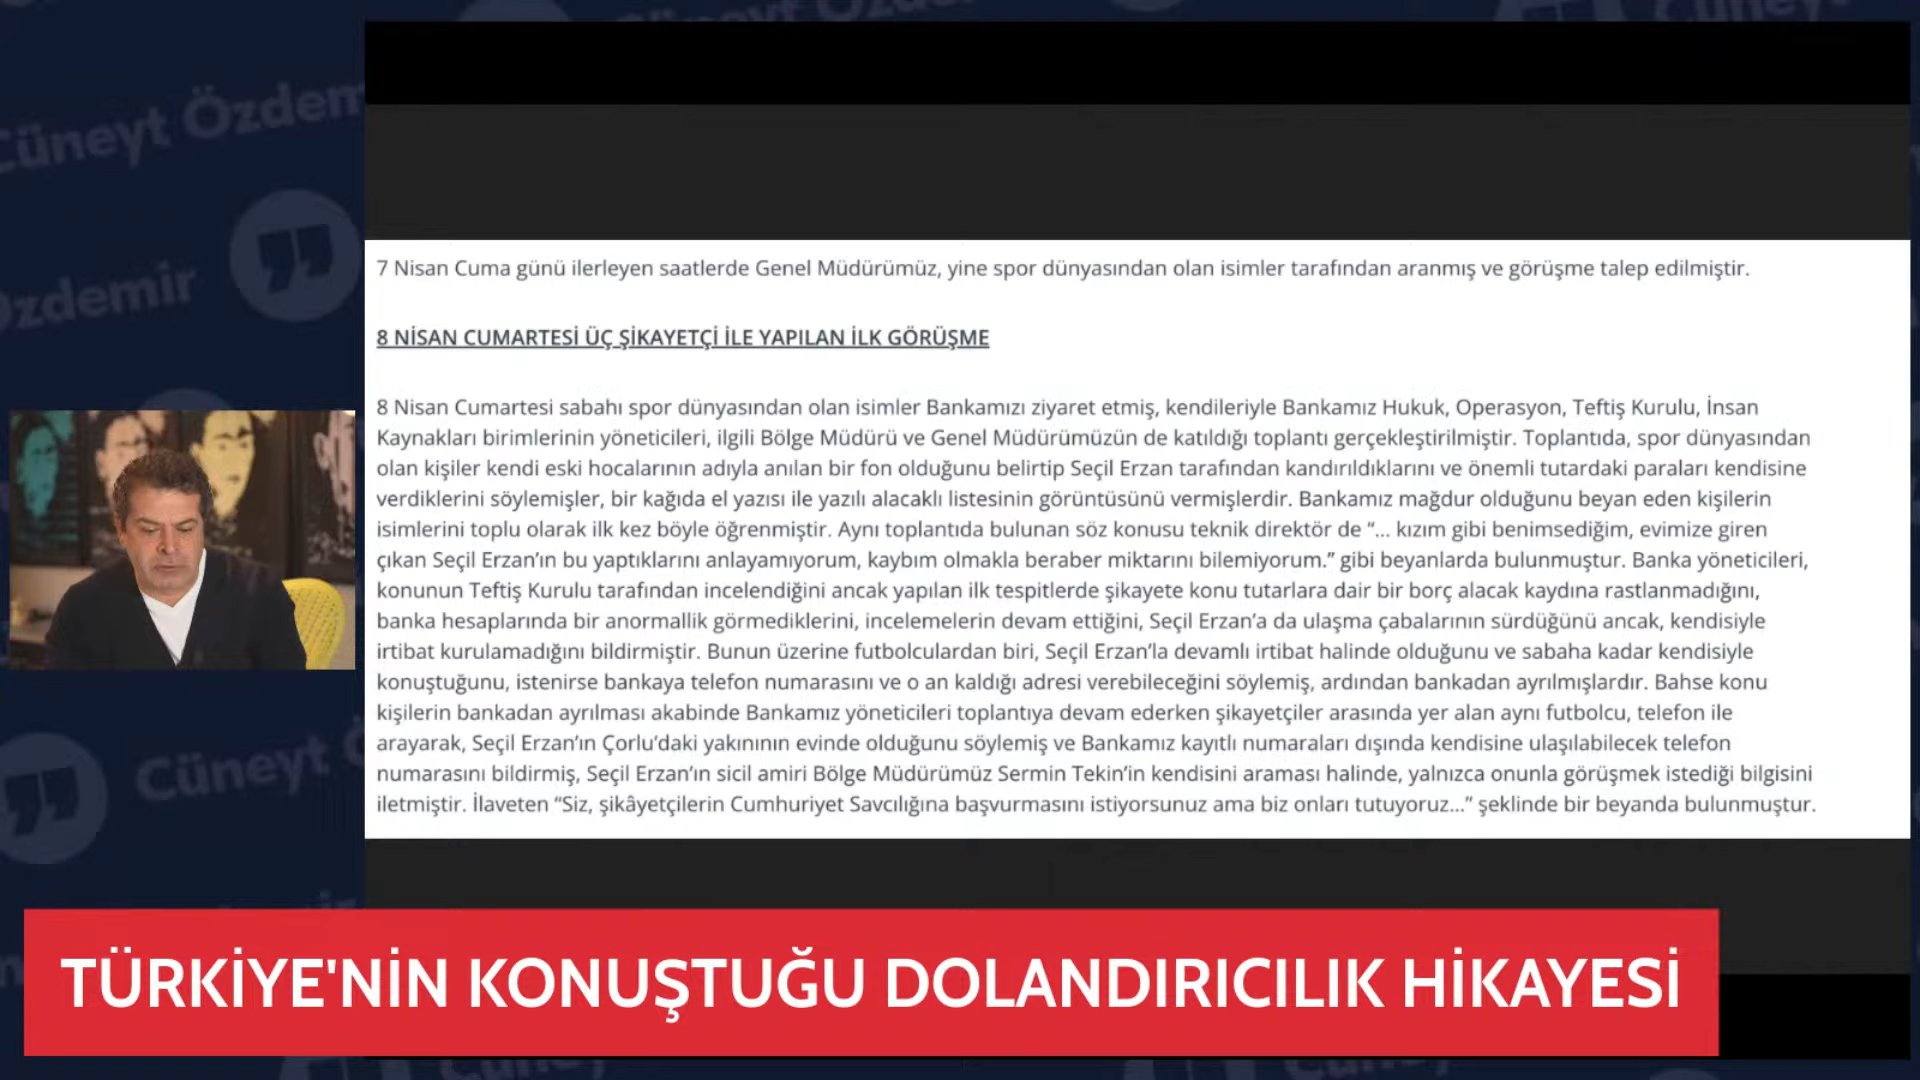 Cüneyt Özdemir
Cüneyt
Cüneyt Özdem
Özdemir
7 Nisan Cuma günü ilerleyen saatlerde Genel Müdürümüz, yine spor dünyasından olan isimler tarafından aranmış ve görüşme talep edilmiştir.
8 NİSAN CUMARTESİ ÜÇ ŞİKAYETÇİ İLE YAPILAN İLK GÖRÜŞME
8 Nisan Cumartesi sabahı spor dünyasından olan isimler Bankamızı ziyaret etmiş, kendileriyle Bankamız Hukuk, Operasyon, Teftiş Kurulu, İnsan
Kaynakları birimlerinin yöneticileri, ilgili Bölge Müdürü ve Genel Müdürümüzün de katıldığı toplantı gerçekleştirilmiştir. Toplantıda, spor dünyasından
olan kişiler kendi eski hocalarının adıyla anılan bir fon olduğunu belirtip Seçil Erzan tarafından kandırıldıklarını ve önemli tutardaki paraları kendisine
verdiklerini söylemişler, bir kağıda el yazısı ile yazılı alacaklı listesinin görüntüsünü vermişlerdir. Bankamız mağdur olduğunu beyan eden kişilerin
isimlerini toplu olarak ilk kez böyle öğrenmiştir. Aynı toplantıda bulunan söz konusu teknik direktör de “... kızım gibi benimsediğim, evimize giren
çıkan Seçil Erzan’ın bu yaptıklarını anlayamıyorum, kaybım olmakla beraber miktarını bilemiyorum.” gibi beyanlarda bulunmuştur. Banka yöneticileri,
konunun Teftiş Kurulu tarafından incelendiğini ancak yapılan ilk tespitlerde şikayete konu tutarlara dair bir borç alacak kaydına rastlanmadığını,
banka hesaplarında bir anormallik görmediklerini, incelemelerin devam ettiğini, Seçil Erzan’a da ulaşma çabalarının sürdüğünü ancak, kendisiyle
irtibat kurulamadığını bildirmiştir. Bunun üzerine futbolculardan biri, Seçil Erzan’la devamlı irtibat halinde olduğunu ve sabaha kadar kendisiyle
konuştuğunu, istenirse bankaya telefon numarasını ve o an kaldığı adresi verebileceğini söylemiş, ardından bankadan ayrılmışlardır. Bahse konu
kişilerin bankadan ayrılması akabinde Bankamız yöneticileri toplantıya devam ederken şikayetçiler arasında yer alan aynı futbolcu, telefon ile
arayarak, Seçil Erzan’ın Çorlu’daki yakınının evinde olduğunu söylemiş ve Bankamız kayıtlı numaraları dışında kendisine ulaşılabilecek telefon
numarasını bildirmiş, Seçil Erzan’ın sicil amiri Bölge Müdürümüz Sermin Tekin’in kendisini araması halinde, yalnızca onunla görüşmek istediği bilgisini
iletmiştir. İlaveten “Siz, şikâyetçilerin Cumhuriyet Savcılığına başvurmasını istiyorsunuz ama biz onları tutuyoruz...” şeklinde bir beyanda bulunmuştur.
Cüneyt
TÜRKİYE'NİN KONUŞTUĞU DOLANDIRICILIK HİKAYESİ